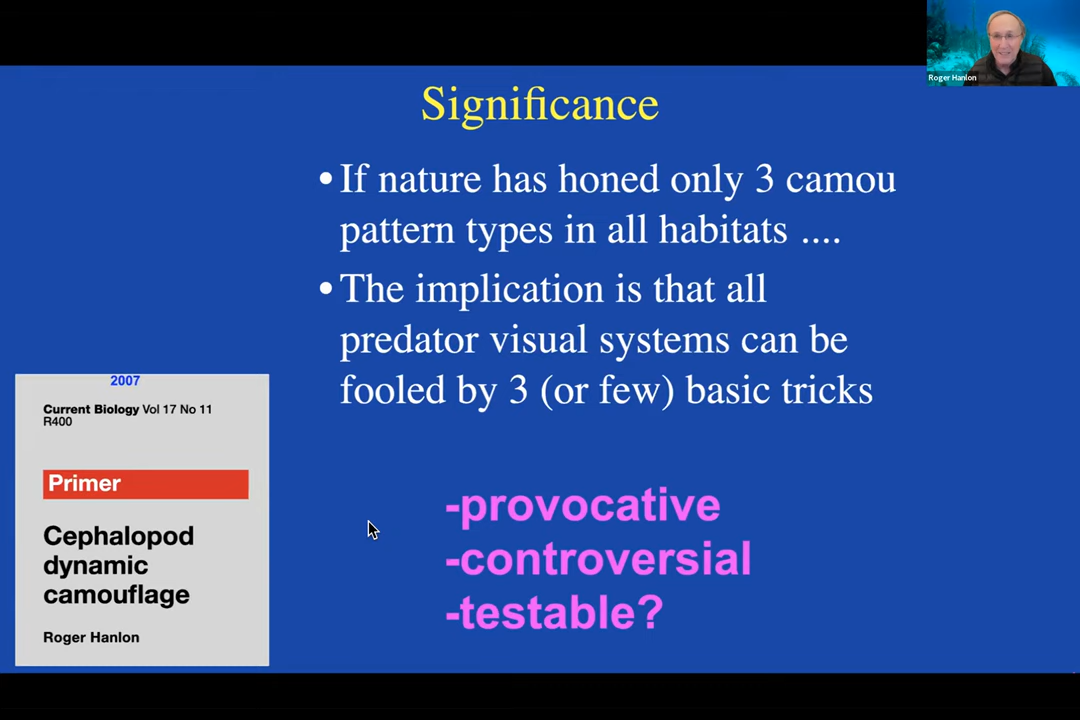 Roger Hanlon
Significance
•If nature has honed only 3 camou
pattern types in all habitats ....
•The implication is that all
predator visual systems can be
fooled by 3 (or few) basic tricks
2007
Current Biology Vol 17 No 11
R400
Primer
Cephalopod
dynamic
camouflage
Roger Hanlon
-provocative
-controversial
-testable?